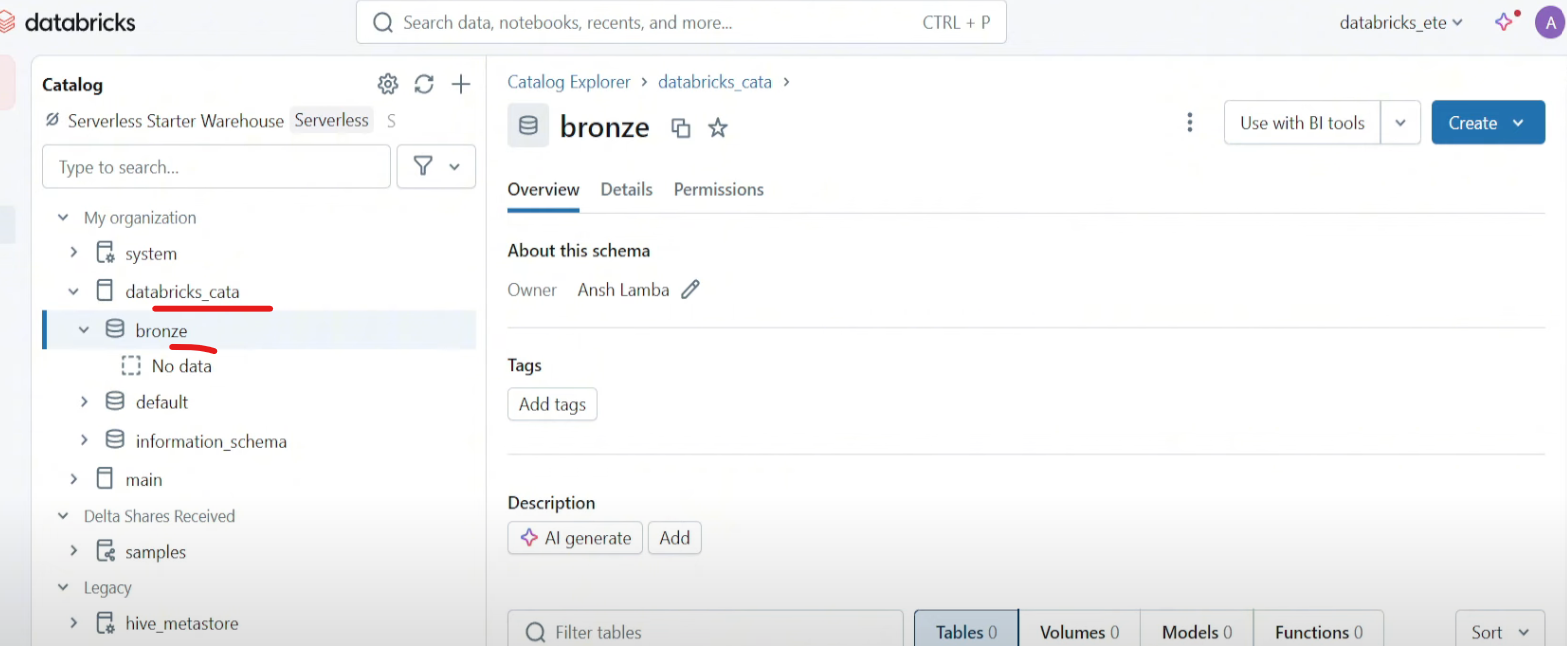 databricks
Search data, notebooks, recents, and more...
CTRL + P
databricks_ete
A
Catalog
Serverless Starter Warehouse
Serverless
S
Type to search...
My organization
system
databricks_cata
bronze
No data
default
information_schema
main
Delta Shares Received
samples
Legacy
hive_metastore
Catalog Explorer > databricks_cata >
bronze
Use with BI tools
Create
Overview
Details
Permissions
About this schema
Owner Ansh Lamba
Tags
Add tags
Description
AI generate
Add
Filter tables
Tables 0
Volumes 0
Models 0
Functions 0
Sort